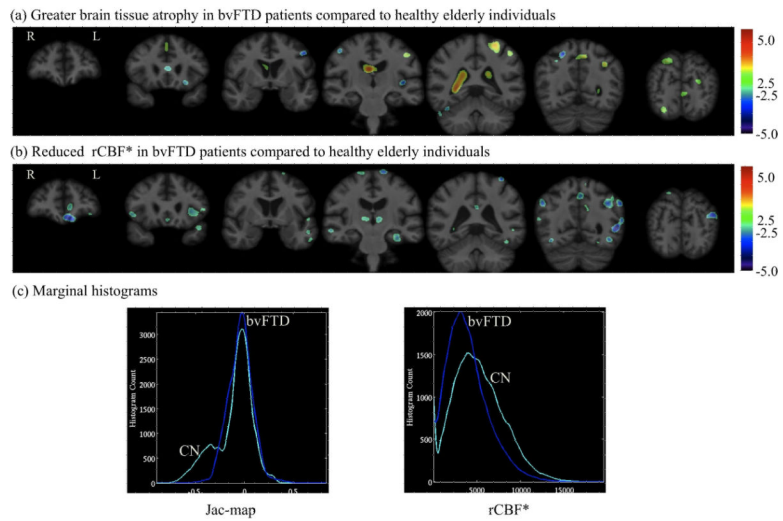 (a) Greater brain tissue atrophy in bvFTD patients compared to healthy elderly individuals
R L
5.0
2.5
-2.5
-5.0
(b) Reduced rCBF* in bvFTD patients compared to healthy elderly individuals
R L
5.0
2.5
-2.5
-5.0
(c) Marginal histograms
bvFTD
CN
Histogram Count
3000
2500
2000
1500
1000
500
0
-0.5 0 0.5
Jac-map
bvFTD
CN
Histogram Count
2000
1500
1000
500
0
5000 10000 15000
rCBF*